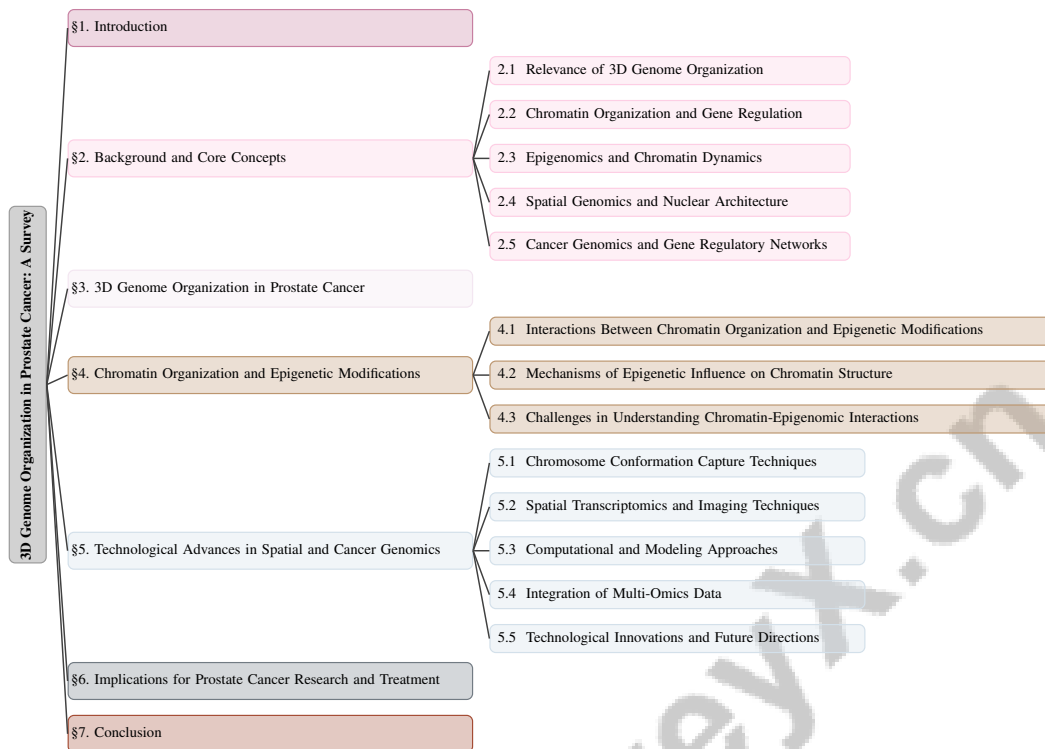 3D Genome Organization in Prostate Cancer: A Survey
§1. Introduction
§2. Background and Core Concepts
2.1 Relevance of 3D Genome Organization
2.2 Chromatin Organization and Gene Regulation
2.3 Epigenomics and Chromatin Dynamics
2.4 Spatial Genomics and Nuclear Architecture
2.5 Cancer Genomics and Gene Regulatory Networks
§3. 3D Genome Organization in Prostate Cancer
§4. Chromatin Organization and Epigenetic Modifications
4.1 Interactions Between Chromatin Organization and Epigenetic Modifications
4.2 Mechanisms of Epigenetic Influence on Chromatin Structure
4.3 Challenges in Understanding Chromatin-Epigenomic Interactions
§5. Technological Advances in Spatial and Cancer Genomics
5.1 Chromosome Conformation Capture Techniques
5.2 Spatial Transcriptomics and Imaging Techniques
5.3 Computational and Modeling Approaches
5.4 Integration of Multi-Omics Data
5.5 Technological Innovations and Future Directions
§6. Implications for Prostate Cancer Research and Treatment
§7. Conclusion
eyx.cn